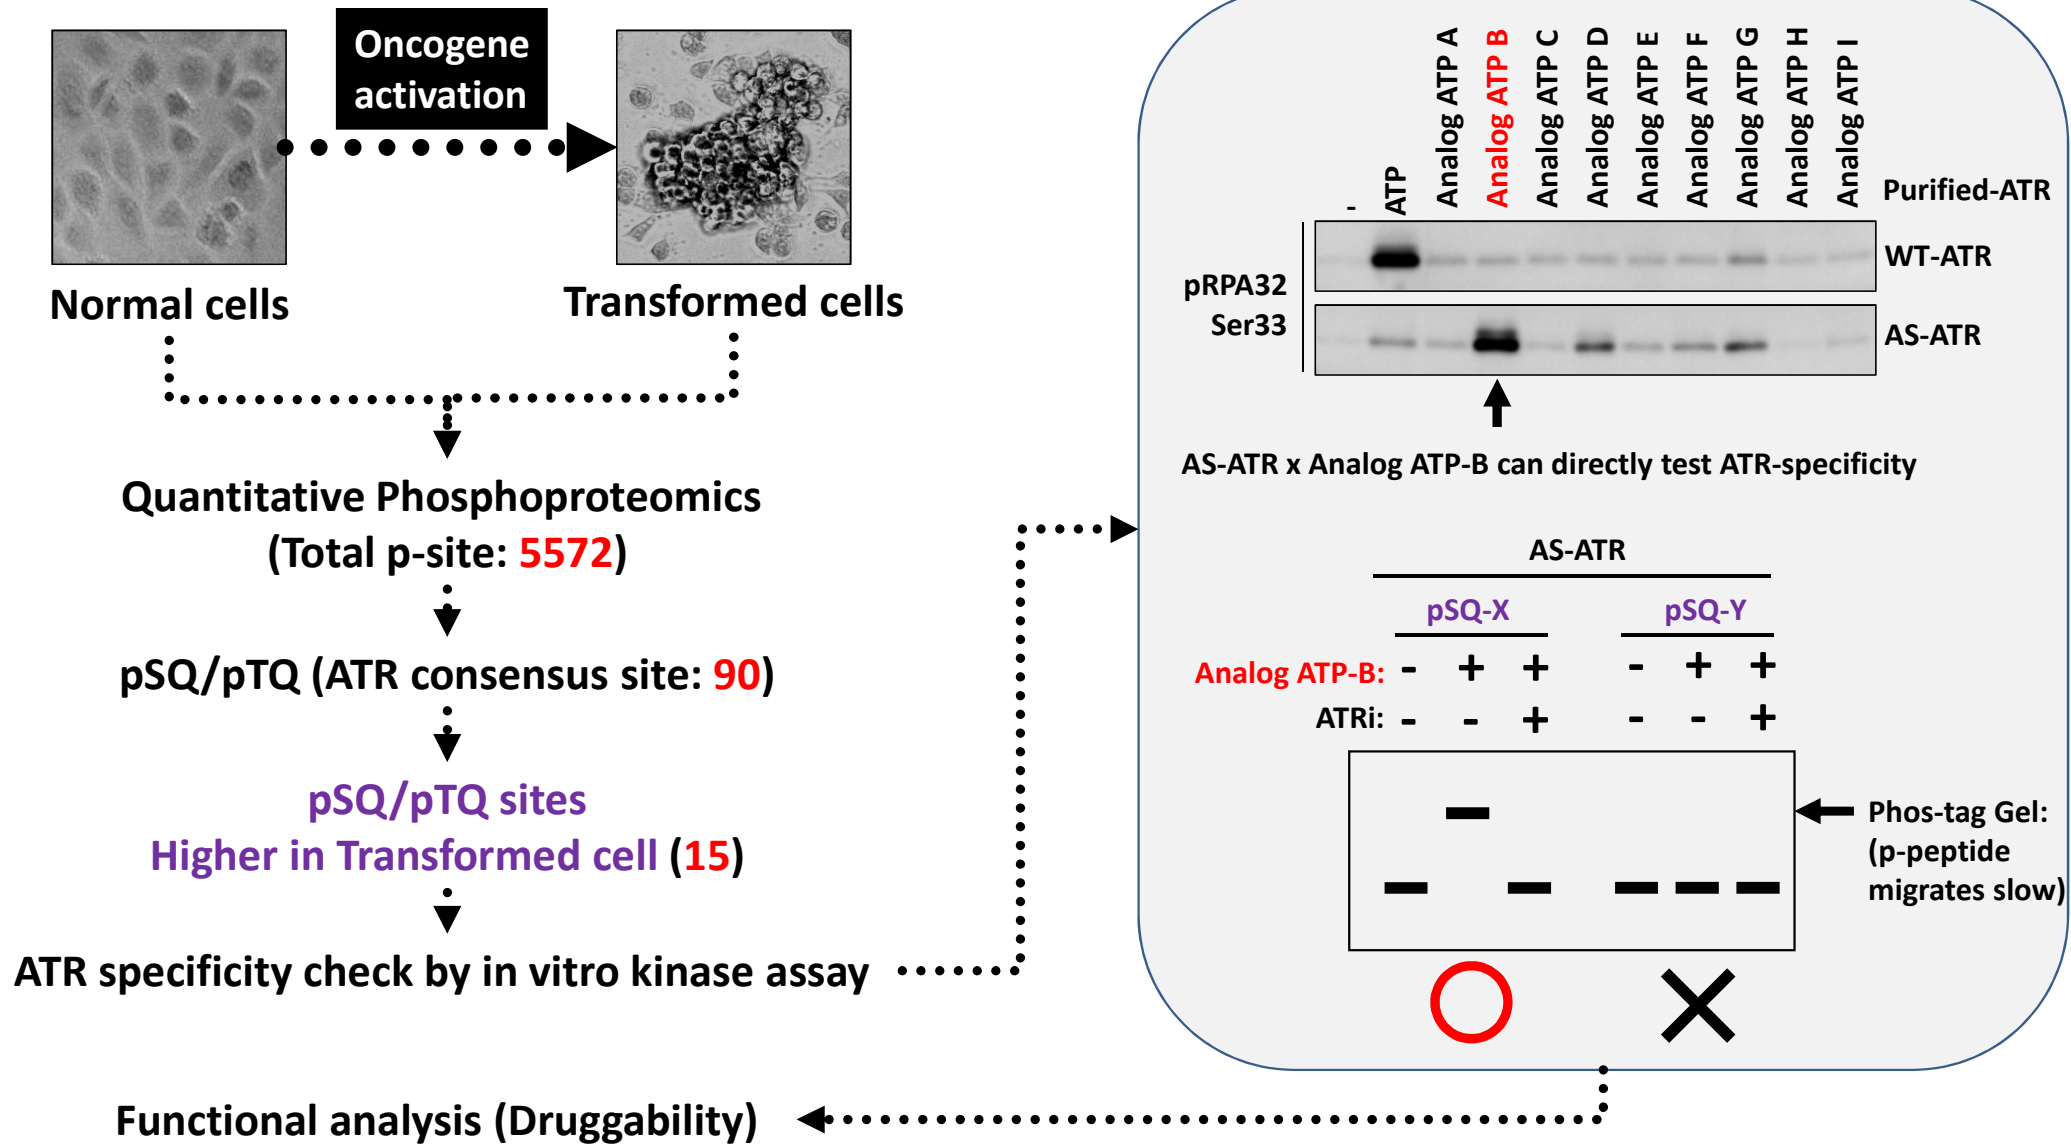 Oncogene
activation
Normal cells
Transformed cells
Quantitative Phosphoproteomics
(Total p-site: 5572)
pSQ/pTQ (ATR consensus site: 90)
pSQ/pTQ sites
Higher in Transformed cell (15)
ATR specificity check by in vitro kinase assay
Functional analysis (Druggability)
-
ATP
Analog ATP A
Analog ATP B
Analog ATP C
Analog ATP D
Analog ATP E
Analog ATP F
Analog ATP G
Analog ATP H
Analog ATP I
Purified-ATR
WT-ATR
pRPA32
Ser33
AS-ATR
AS-ATR x Analog ATP-B can directly test ATR-specificity
AS-ATR
pSQ-X pSQ-Y
Analog ATP-B: - + + - + +
ATRi: - - + - - +
Phos-tag Gel:
(p-peptide
migrates slow)